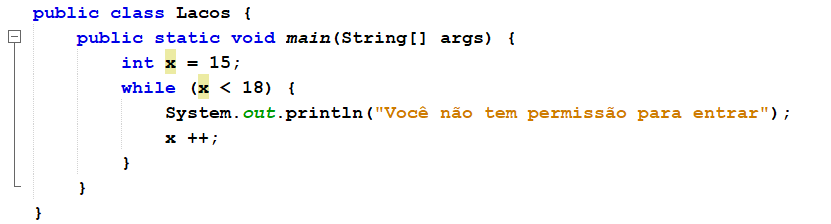 public class Lacos {
public static void main(String[] args) {
int x = 15;
while (x < 18) {
System.out.println("Você não tem permissão para entrar");
x ++;
}
}
}